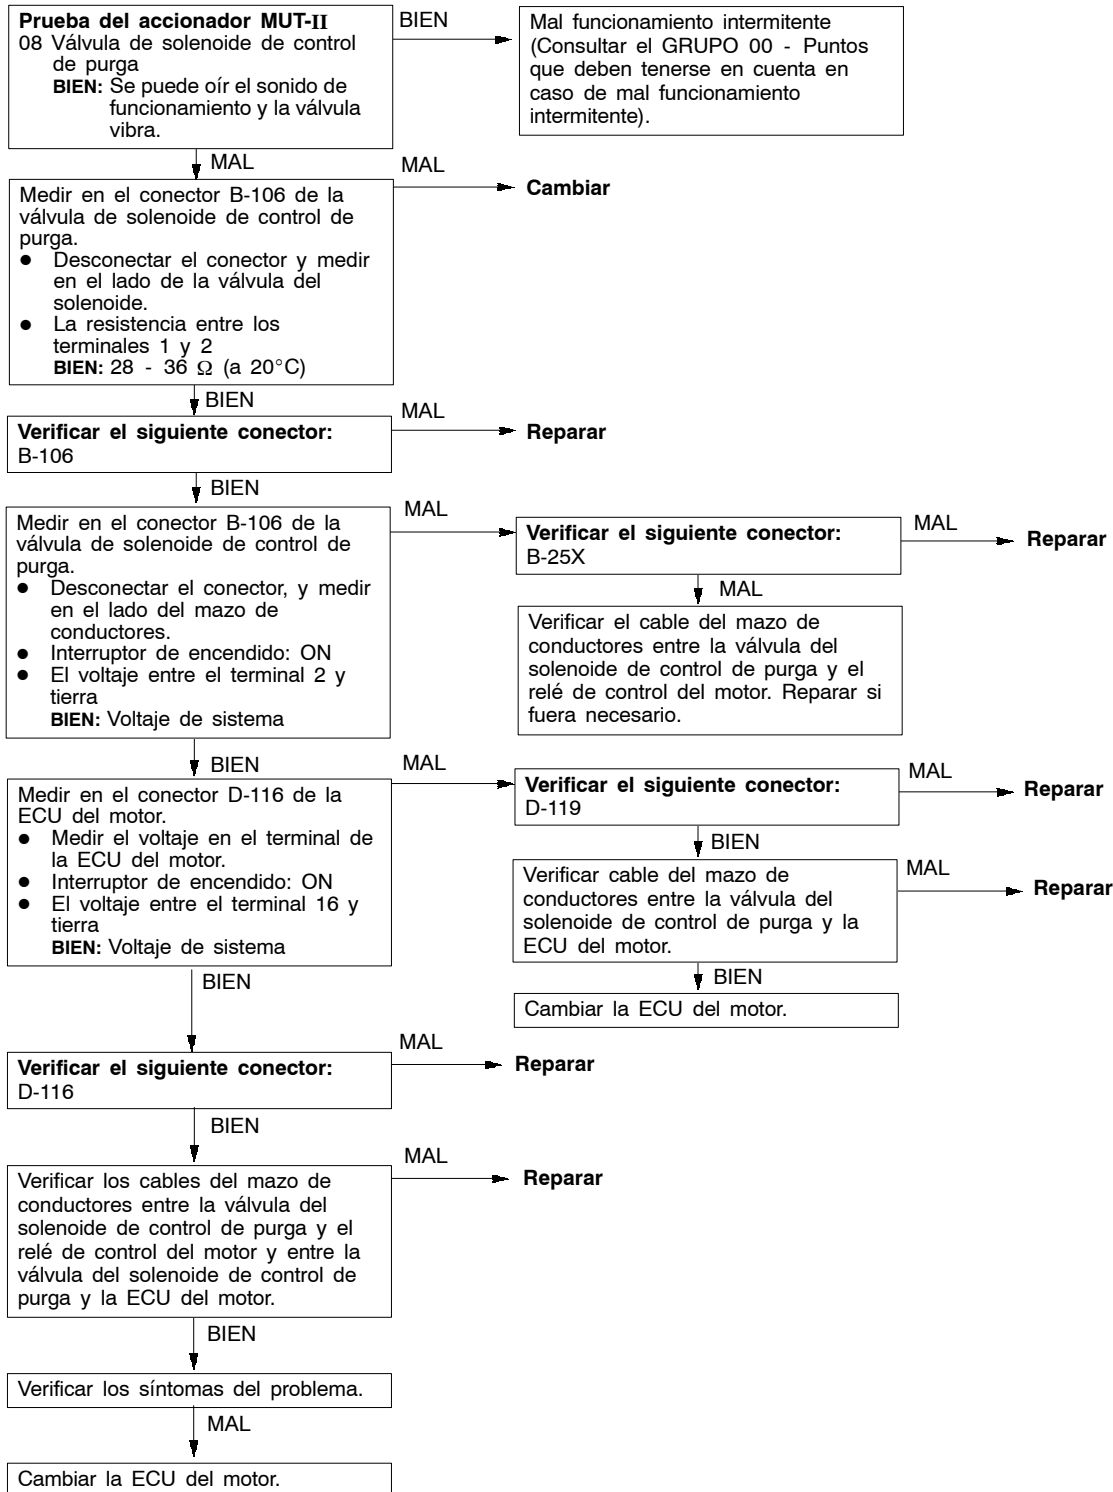 Prueba del accionador MUT-II
08 Válvula de solenoide de control
de purga
BIEN: Se puede oír el sonido de
funcionamiento y la válvula
vibra.
BIEN
Mal funcionamiento intermitente
(Consultar el GRUPO 00 - Puntos
que deben tenerse en cuenta en
caso de mal funcionamiento
intermitente).
MAL
Medir en el conector B-106 de la
válvula de solenoide de control de
purga.
● Desconectar el conector y medir
en el lado de la válvula del
solenoide.
● La resistencia entre los
terminales 1 y 2
BIEN: 28 - 36 Ω (a 20°C)
MAL
Cambiar
BIEN
Verificar el siguiente conector:
B-106
MAL
Reparar
BIEN
Medir en el conector B-106 de la
válvula de solenoide de control de
purga.
● Desconectar el conector, y medir
en el lado del mazo de
conductores.
● Interruptor de encendido: ON
● El voltaje entre el terminal 2 y
tierra
BIEN: Voltaje de sistema
MAL
Verificar el siguiente conector:
B-25X
MAL
Reparar
MAL
Verificar el cable del mazo de
conductores entre la válvula del
solenoide de control de purga y el
relé de control del motor. Reparar si
fuera necesario.
BIEN
Medir en el conector D-116 de la
ECU del motor.
● Medir el voltaje en el terminal de
la ECU del motor.
● Interruptor de encendido: ON
● El voltaje entre el terminal 16 y
tierra
BIEN: Voltaje de sistema
MAL
Verificar el siguiente conector:
D-119
MAL
Reparar
BIEN
Verificar cable del mazo de
conductores entre la válvula del
solenoide de control de purga y la
ECU del motor.
MAL
Reparar
BIEN
Cambiar la ECU del motor.
BIEN
Verificar el siguiente conector:
D-116
MAL
Reparar
BIEN
Verificar los cables del mazo de
conductores entre la válvula del
solenoide de control de purga y el
relé de control del motor y entre la
válvula del solenoide de control de
purga y la ECU del motor.
MAL
Reparar
BIEN
Verificar los síntomas del problema.
MAL
Cambiar la ECU del motor.